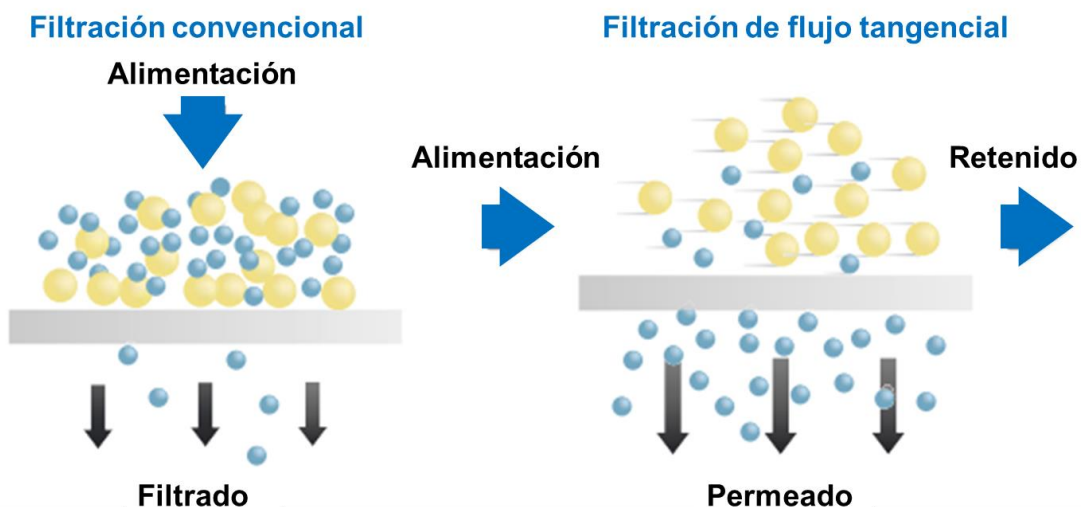 Filtración convencional
Alimentación
Filtrado
Filtración de flujo tangencial
Alimentación
Retenido
Permeado